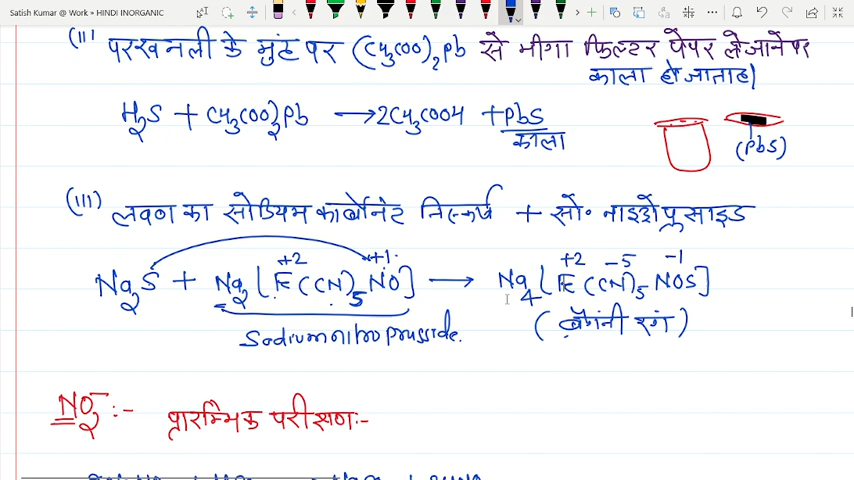 Satish Kumar @ Work » HINDI INORGANIC
(ii) परखनली के मुंह पर (CH3COO)2Pb से भीगा फिल्टर पेपर ले जाने पर
काला हो जाता है।
H2S + (CH3COO)2Pb ⟶ 2CH3COOH + PbS
काला
(PbS)
(iii) लवण का सोडियम कार्बोनेट निष्कर्ष + सो॰ नाइट्रोप्रुसाइड
+2 +1 +2 -5 -1
Na2S + Na2[Fe(CN)5NO] ⟶ Na4[Fe(CN)5NOS]
Sodium nitroprusside. (बैंगनी रंग)
NO2- :- प्रारम्भिक परीक्षण:-